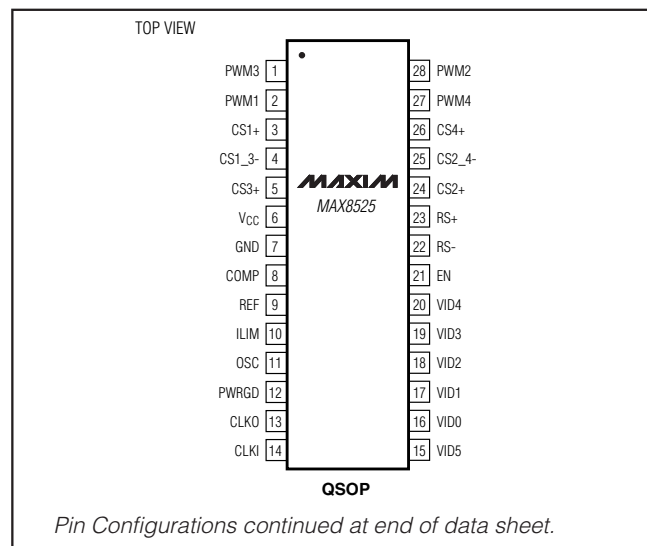 TOP VIEW
PWM3 1 28 PWM2
PWM1 2 27 PWM4
CS1+ 3 26 CS4+
CS1_3- 4 25 CS2_4-
CS3+ 5 MAXIM 24 CS2+
MAX8525
VCC 6 23 RS+
GND 7 22 RS-
COMP 8 21 EN
REF 9 20 VID4
ILIM 10 19 VID3
OSC 11 18 VID2
PWRGD 12 17 VID1
CLKO 13 16 VID0
CLKI 14 15 VID5
QSOP
Pin Configurations continued at end of data sheet.